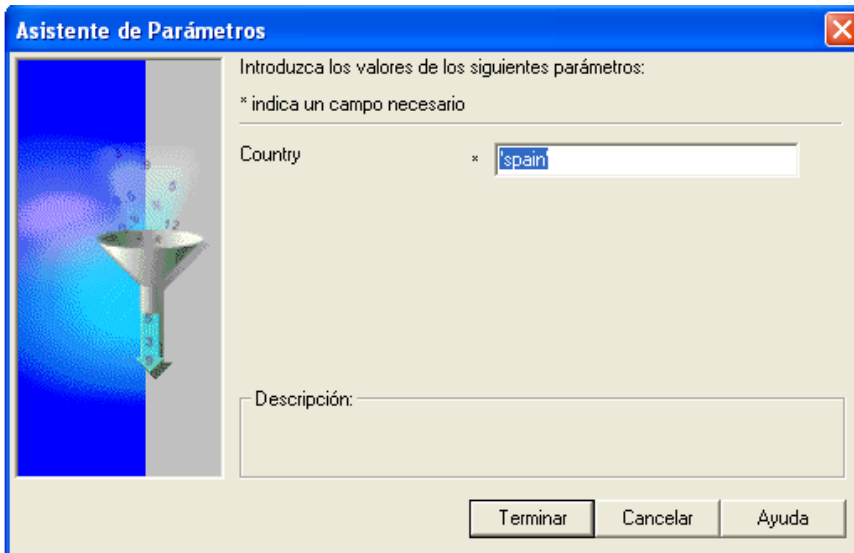 Asistente de Parámetros
Introduzca los valores de los siguientes parámetros:
* indica un campo necesario
Country * 'spain'
Descripción:
Terminar Cancelar Ayuda